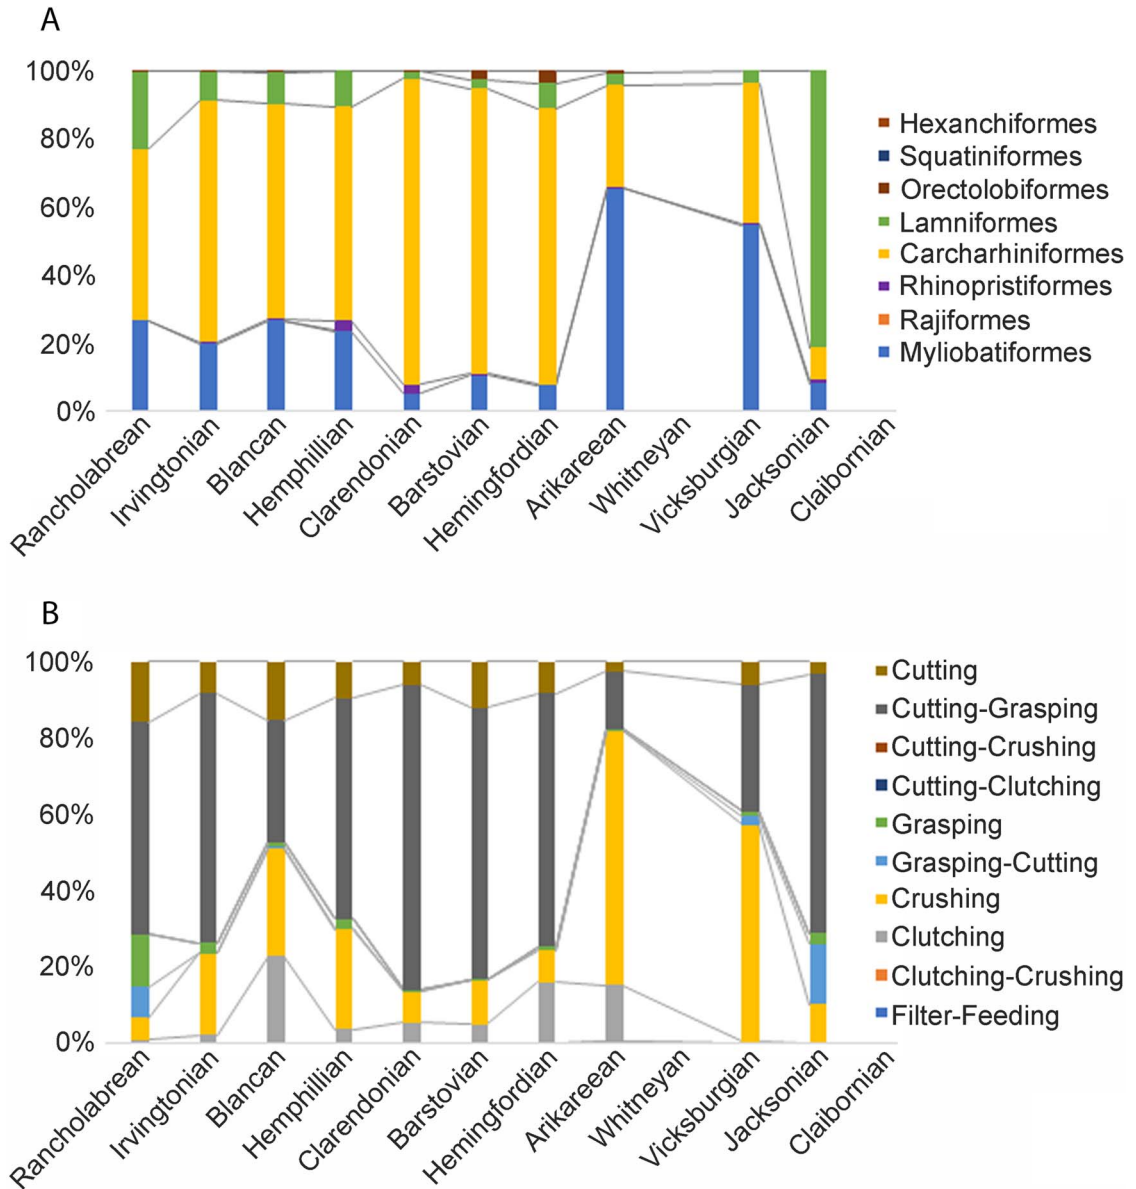 A
100%
80%
60%
40%
20%
0%
Hexanchiformes
Squatiniformes
Orectolobiformes
Lamniformes
Carcharhiniformes
Rhinopristiformes
Rajiformes
Myliobatiformes
Rancholabrean
Irvingtonian
Blancan
Hemphillian
Clarendonian
Barstovian
Hemingfordian
Arikareean
Whitneyan
Vicksburgian
Jacksonian
Claibornian
B
100%
80%
60%
40%
20%
0%
Cutting
Cutting-Grasping
Cutting-Crushing
Cutting-Clutching
Grasping
Grasping-Cutting
Crushing
Clutching
Clutching-Crushing
Filter-Feeding
Rancholabrean
Irvingtonian
Blancan
Hemphillian
Clarendonian
Barstovian
Hemingfordian
Arikareean
Whitneyan
Vicksburgian
Jacksonian
Claibornian